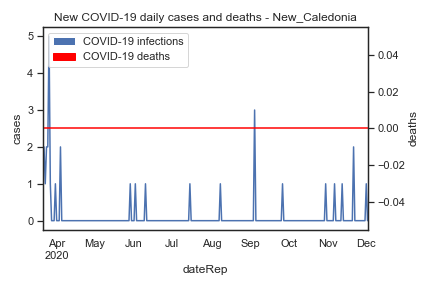 New COVID-19 daily cases and deaths - New_Caledonia
COVID-19 infections
COVID-19 deaths
5
4
3
2
1
0
cases
0.04
0.02
0.00
−0.02
−0.04
deaths
Apr May Jun Jul Aug Sep Oct Nov Dec
2020
dateRep